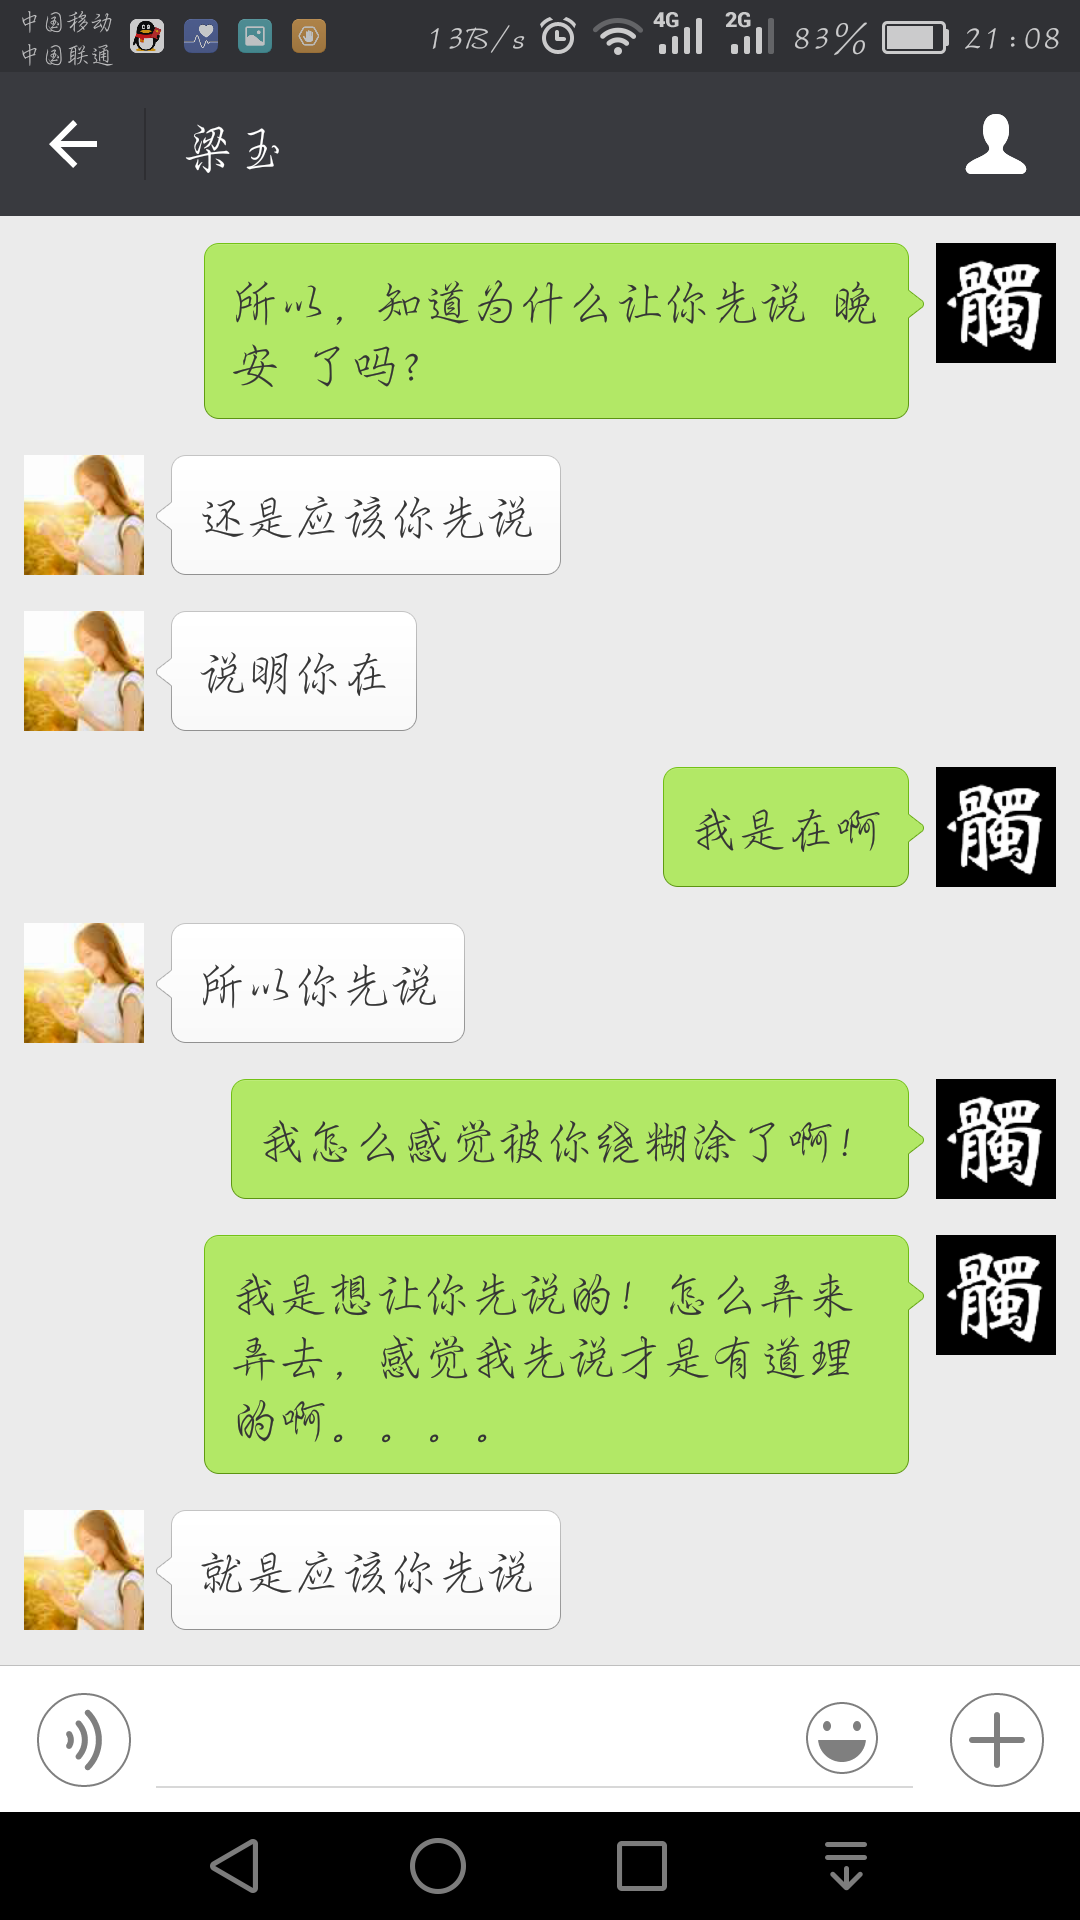 中国移动
中国联通
13B/s 4G 2G 83% 21:08
梁玉
所以，知道为什么让你先说 晚
安 了吗?
髑
还是应该你先说
说明你在
我是在啊
髑
所以你先说
我怎么感觉被你绕糊涂了啊!
髑
我是想让你先说的! 怎么弄来
弄去，感觉我先说才是有道理
的啊。。。。
髑
就是应该你先说